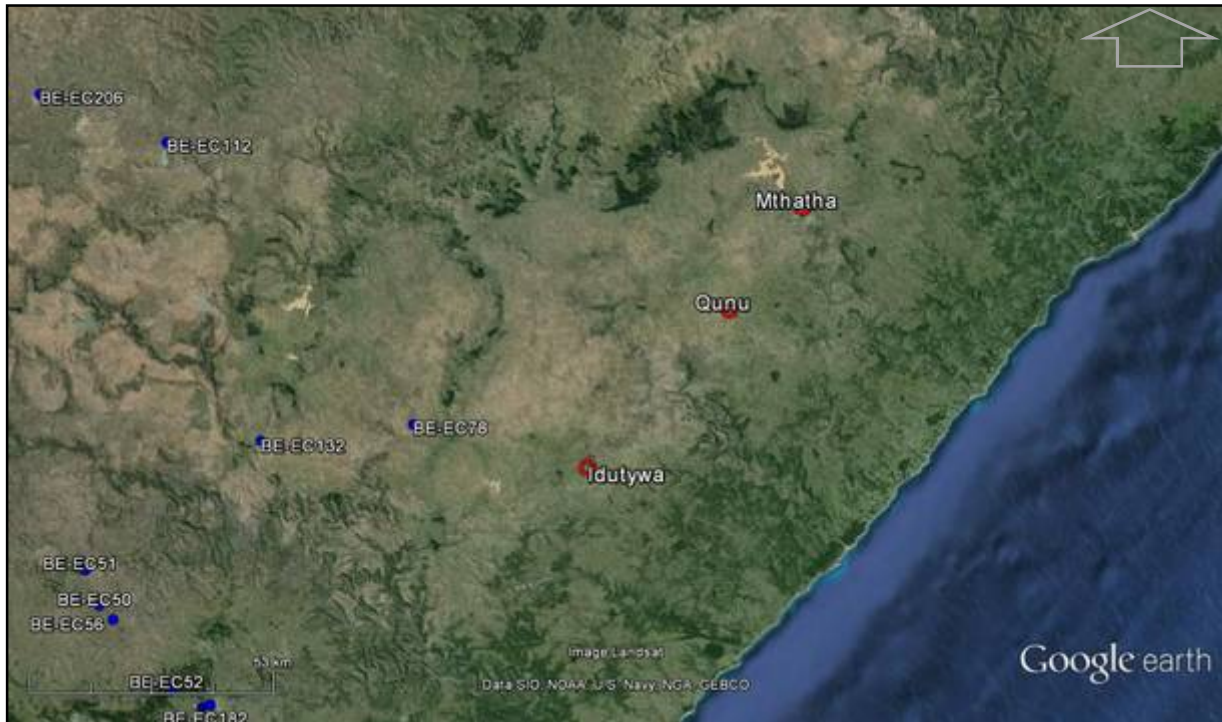 BE-EC206
BE-EC112
Mthatha
Qunu
BE-EC78
BE-EC132
Idutywa
BE-EC51
BE-EC50
BE-EC56
Image Landsat
Google earth
53 km
BE-EC52
Data SIO, NOAA, U.S. Navy, NGA, GEBCO
BE-EC182